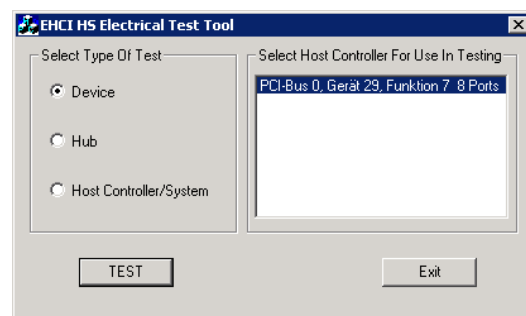 EHCI HS Electrical Test Tool
Select Type Of Test
Device
Hub
Host Controller/System
Select Host Controller For Use In Testing
PCI-Bus 0, Gerät 29, Funktion 7 8 Ports
TEST
Exit